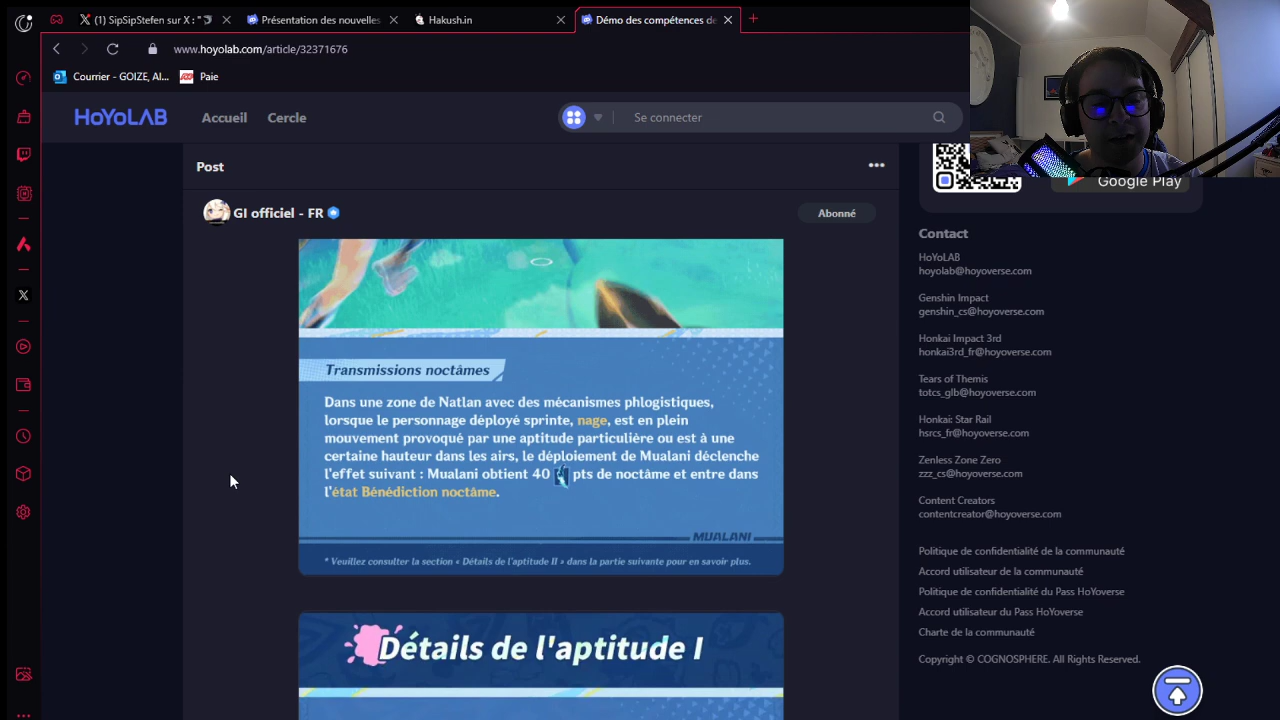 (1) SipSipStefen sur X : "
Présentation des nouvelles
Hakush.in
Démo des compétences de
www.hoyolab.com/article/32371676
Courrier - GOIZE, Al...
Paie
HoYoLAB
Accueil
Cercle
Se connecter
Post
•••
GI officiel - FR
Abonné
Transmissions noctâmes
Dans une zone de Natlan avec des mécanismes phlogistiques,
lorsque le personnage déployé sprinte, nage, est en plein
mouvement provoqué par une aptitude particulière ou est à une
certaine hauteur dans les airs, le déploiement de Mualani déclenche
l'effet suivant : Mualani obtient 40 pts de noctâme et entre dans
l'état Bénédiction noctâme.
MUALANI
* Veuillez consulter la section « Détails de l'aptitude II » dans la partie suivante pour en savoir plus.
Détails de l'aptitude I
Google Play
Contact
HoYoLAB
hoyolab@hoyoverse.com
Genshin Impact
genshin_cs@hoyoverse.com
Honkai Impact 3rd
honkai3rd_fr@hoyoverse.com
Tears of Themis
totcs_glb@hoyoverse.com
Honkai: Star Rail
hsrcs_fr@hoyoverse.com
Zenless Zone Zero
zzz_cs@hoyoverse.com
Content Creators
contentcreator@hoyoverse.com
Politique de confidentialité de la communauté
Accord utilisateur de la communauté
Politique de confidentialité du Pass HoYoverse
Accord utilisateur du Pass HoYoverse
Charte de la communauté
Copyright © COGNOSPHERE. All Rights Reserved.